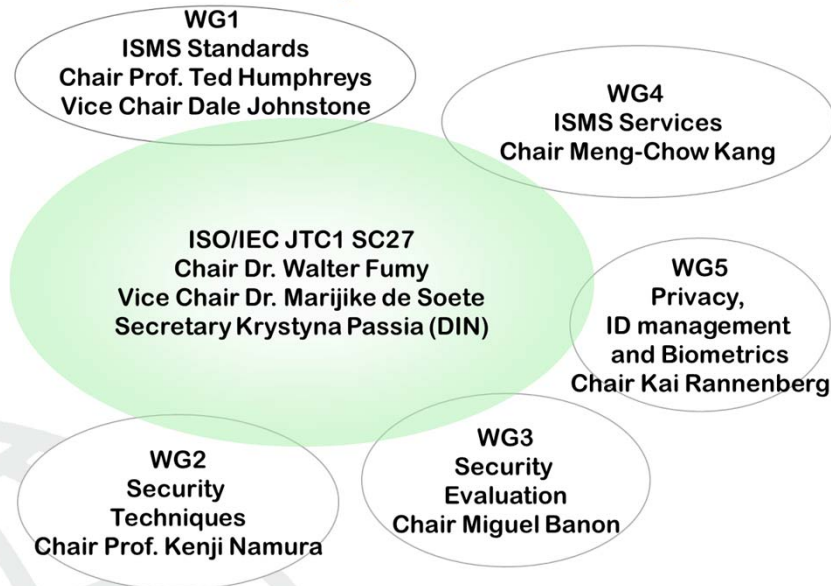 WG1
ISMS Standards
Chair Prof. Ted Humphreys
Vice Chair Dale Johnstone
WG4
ISMS Services
Chair Meng-Chow Kang
ISO/IEC JTC1 SC27
Chair Dr. Walter Fumy
Vice Chair Dr. Marijike de Soete
Secretary Krystyna Passia (DIN)
WG5
Privacy,
ID management
and Biometrics
Chair Kai Rannenberg
WG3
Security
Evaluation
Chair Miguel Banon
WG2
Security
Techniques
Chair Prof. Kenji Namura